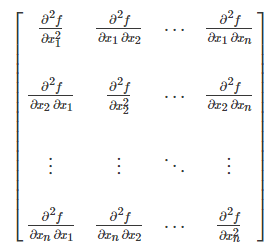 ∂²f/∂x₁² ∂²f/∂x₁ ∂x₂ ⋯ ∂²f/∂x₁ ∂xₙ
∂²f/∂x₂ ∂x₁ ∂²f/∂x₂² ⋯ ∂²f/∂x₂ ∂xₙ
⋮ ⋮ ⋱ ⋮
∂²f/∂xₙ ∂x₁ ∂²f/∂xₙ ∂x₂ ⋯ ∂²f/∂xₙ²